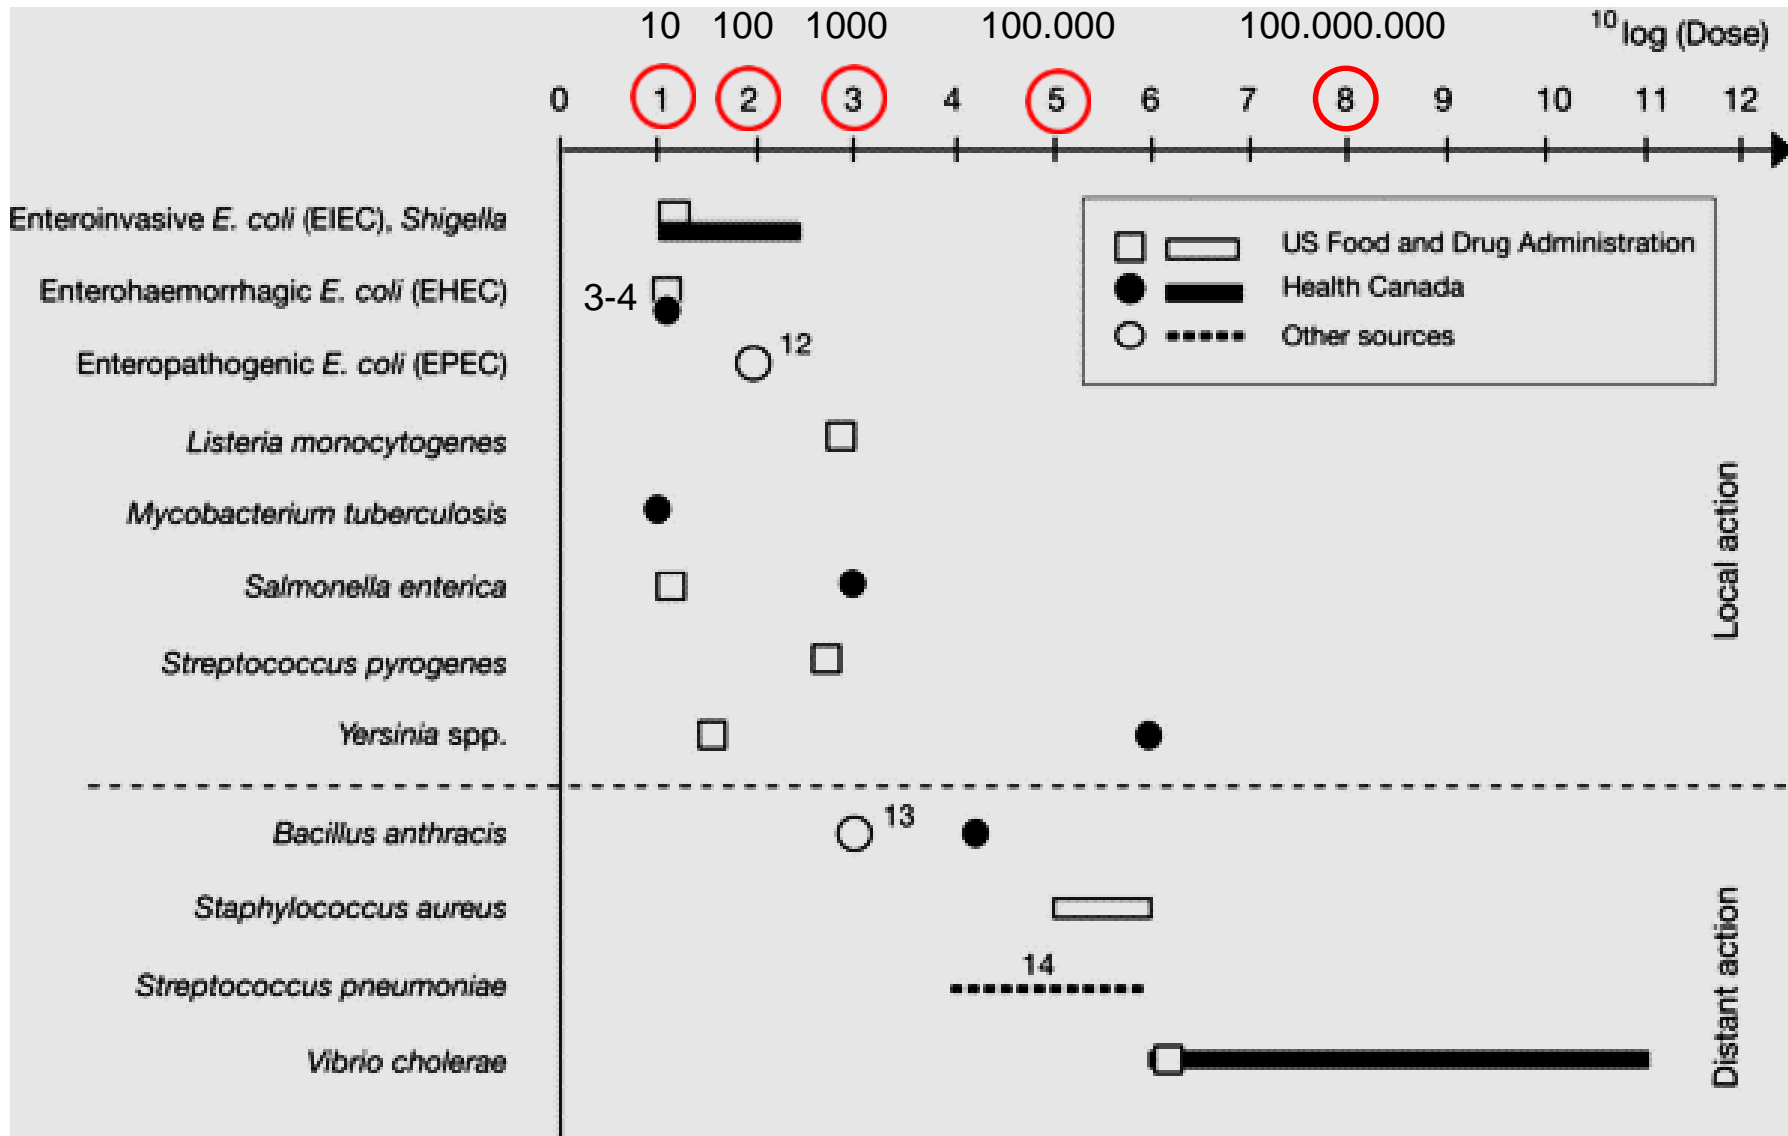 10 100 1000 100.000 100.000.000 10log (Dose)
0 1 2 3 4 5 6 7 8 9 10 11 12
Enteroinvasive E. coli (EIEC), Shigella
US Food and Drug Administration
Health Canada
Other sources
Enterohaemorrhagic E. coli (EHEC) 3-4
Enteropathogenic E. coli (EPEC) 12
Listeria monocytogenes
Mycobacterium tuberculosis
Salmonella enterica
Streptococcus pyrogenes
Yersinia spp.
Local action
Bacillus anthracis 13
Staphylococcus aureus
Streptococcus pneumoniae 14
Vibrio cholerae
Distant action